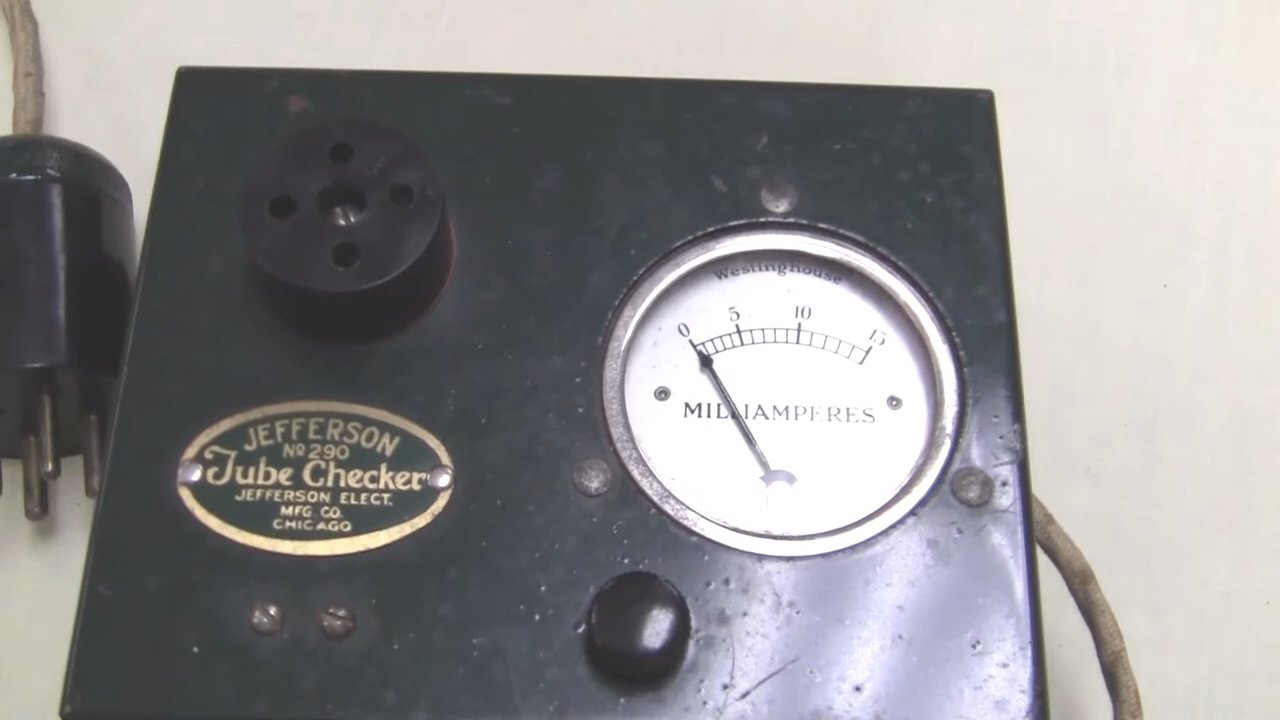 Westinghouse
0 5 10 15
MILLIAMPERES
JEFFERSON
No 290
Tube Checker
JEFFERSON ELECT.
MFG. CO.
CHICAGO